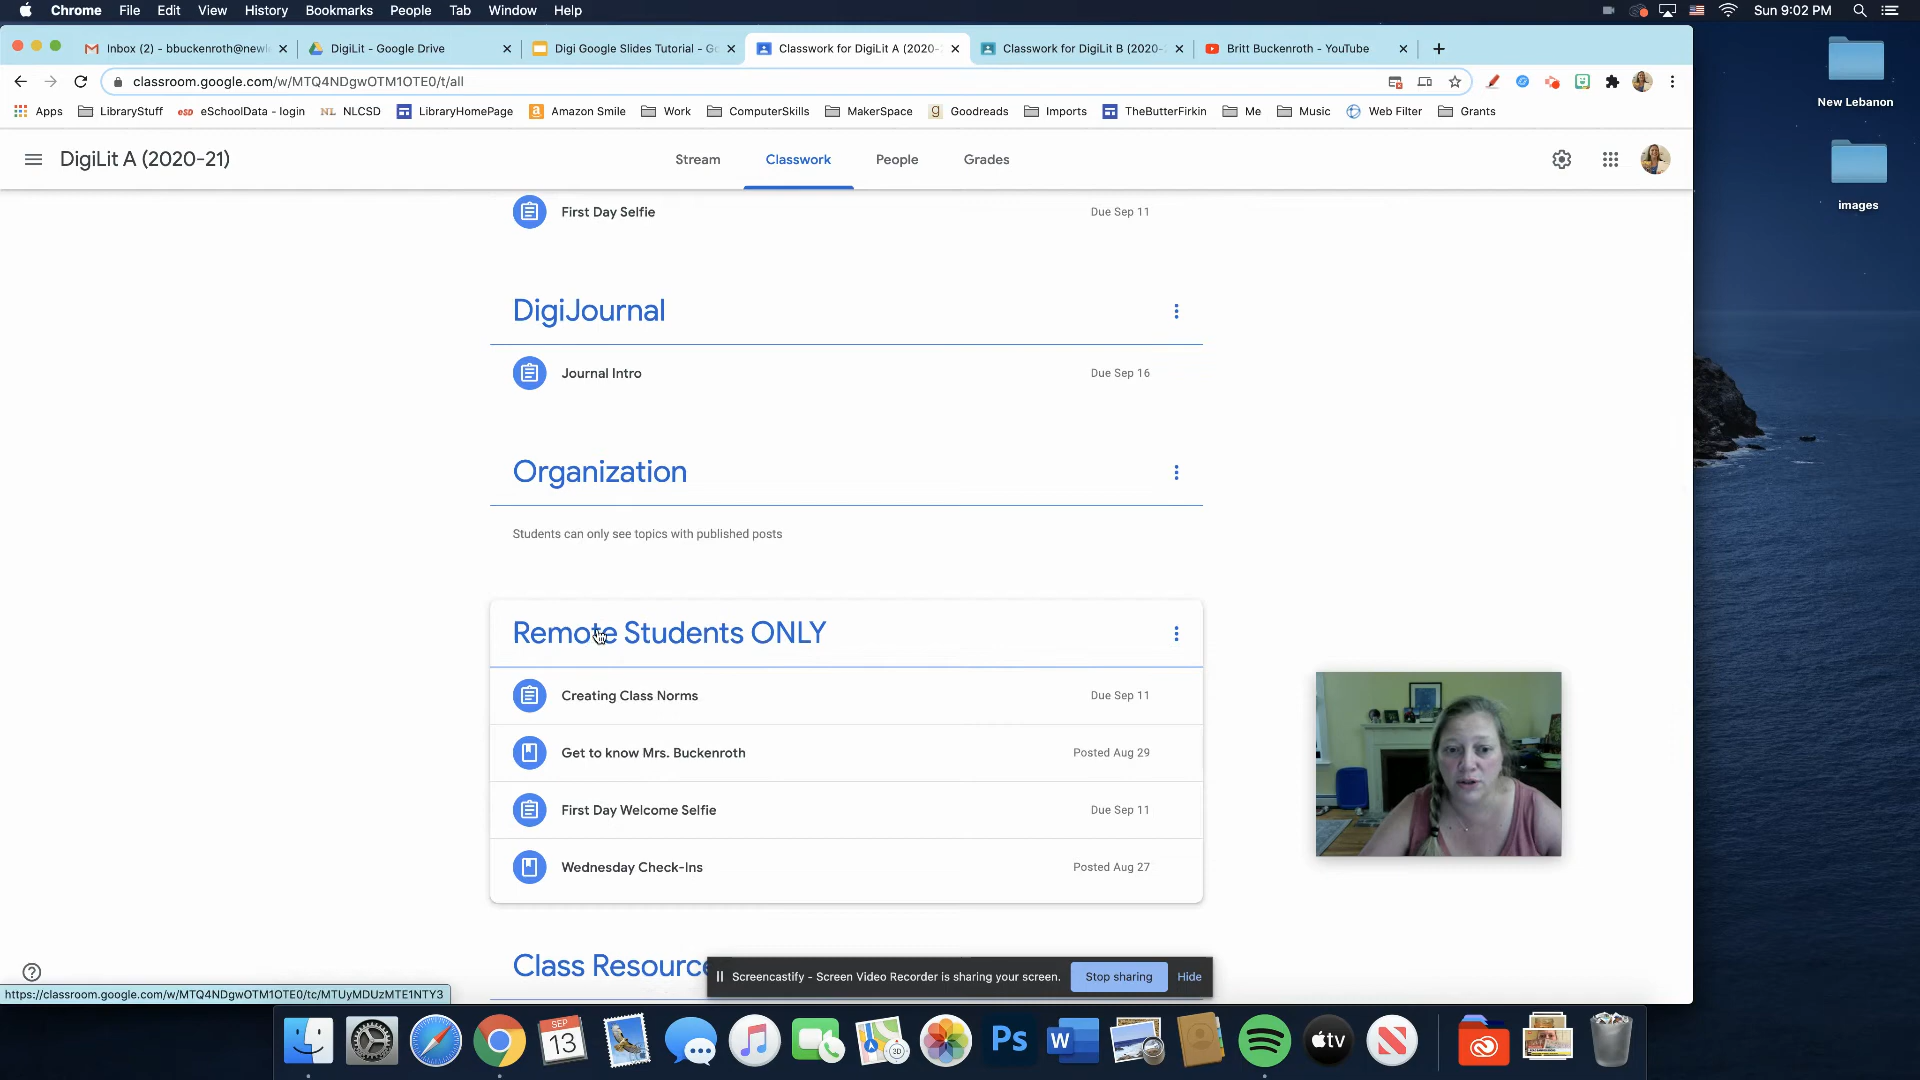 Chrome File Edit View History Bookmarks People Tab Window Help Sun 9:02 PM
Inbox (2) - bbuckenroth@newl DigiLit - Google Drive Digi Google Slides Tutorial - Go Classwork for DigiLit A (2020- Classwork for DigiLit B (2020- Britt Buckenroth - YouTube
classroom.google.com/w/MTQ4NDgwOTM1OTE0/t/all
Apps LibraryStuff esd eSchoolData - login NL NLCSD LibraryHomePage Amazon Smile Work ComputerSkills MakerSpace g Goodreads Imports TheButterFirkin Me Music Web Filter Grants
New Lebanon
images
DigiLit A (2020-21) Stream Classwork People Grades
First Day Selfie Due Sep 11
DigiJournal
Journal Intro Due Sep 16
Organization
Students can only see topics with published posts
Remote Students ONLY
Creating Class Norms Due Sep 11
Get to know Mrs. Buckenroth Posted Aug 29
First Day Welcome Selfie Due Sep 11
Wednesday Check-Ins Posted Aug 27
Class Resource
Screencastify - Screen Video Recorder is sharing your screen. Stop sharing Hide
https://classroom.google.com/w/MTQ4NDgwOTM1OTE0/tc/MTUyMDUzMTE1NTY3
SEP 13 3D Ps W tv N